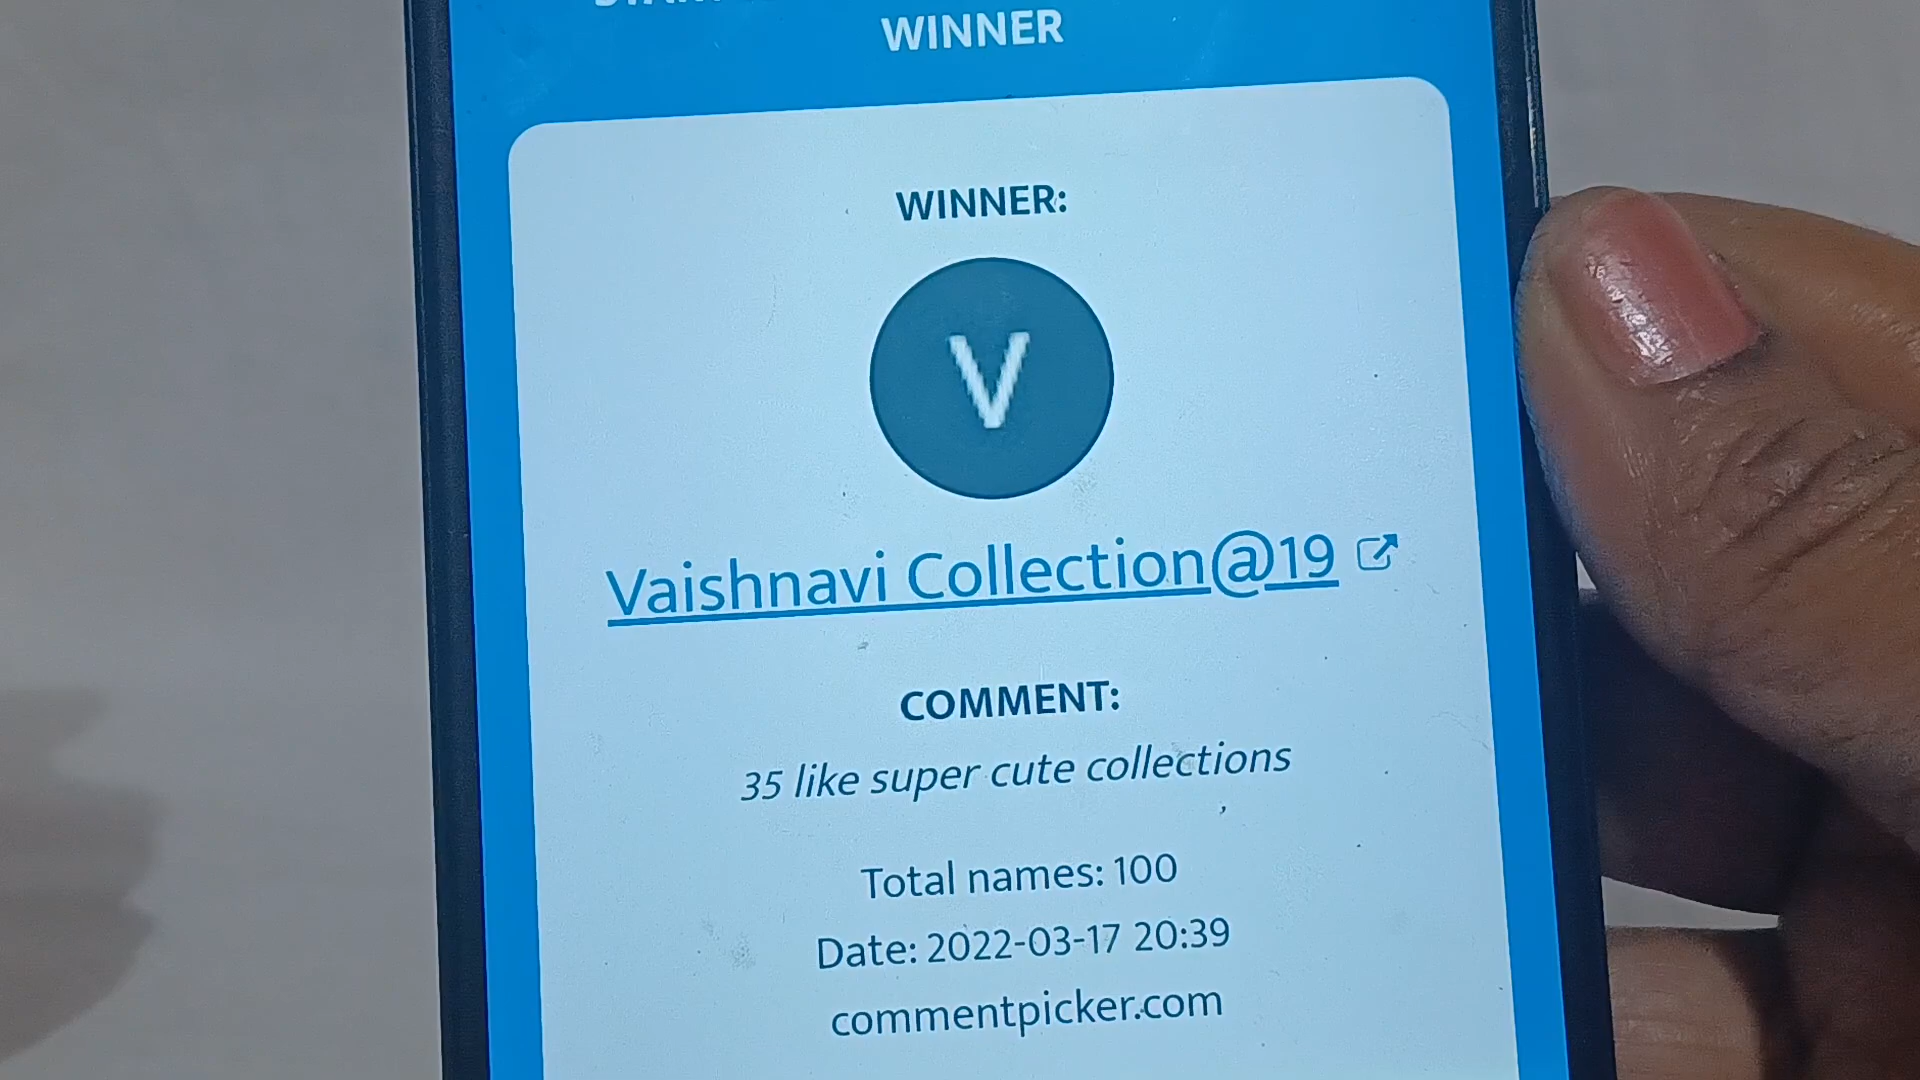 WINNER
WINNER:
V
Vaishnavi Collection@19
COMMENT:
35 like super cute collections
Total names: 100
Date: 2022-03-17 20:39
commentpicker.com